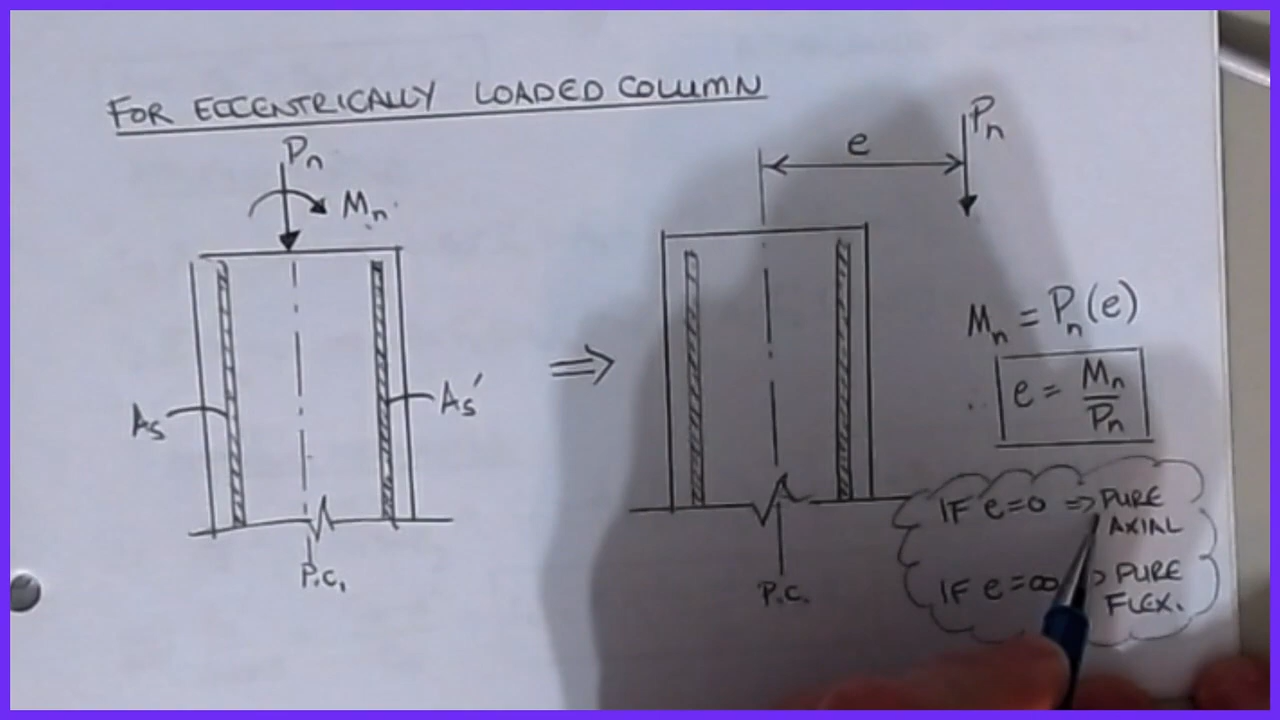 FOR ECCENTRICALLY LOADED COLUMN
Pn
Mn
As
As'
P.C.
⇒
e
Pn
P.C.
Mn = Pn(e)
∴ e = Mn/Pn
IF e=0 => PURE
AXIAL
IF e=∞ => PURE
FLEX.